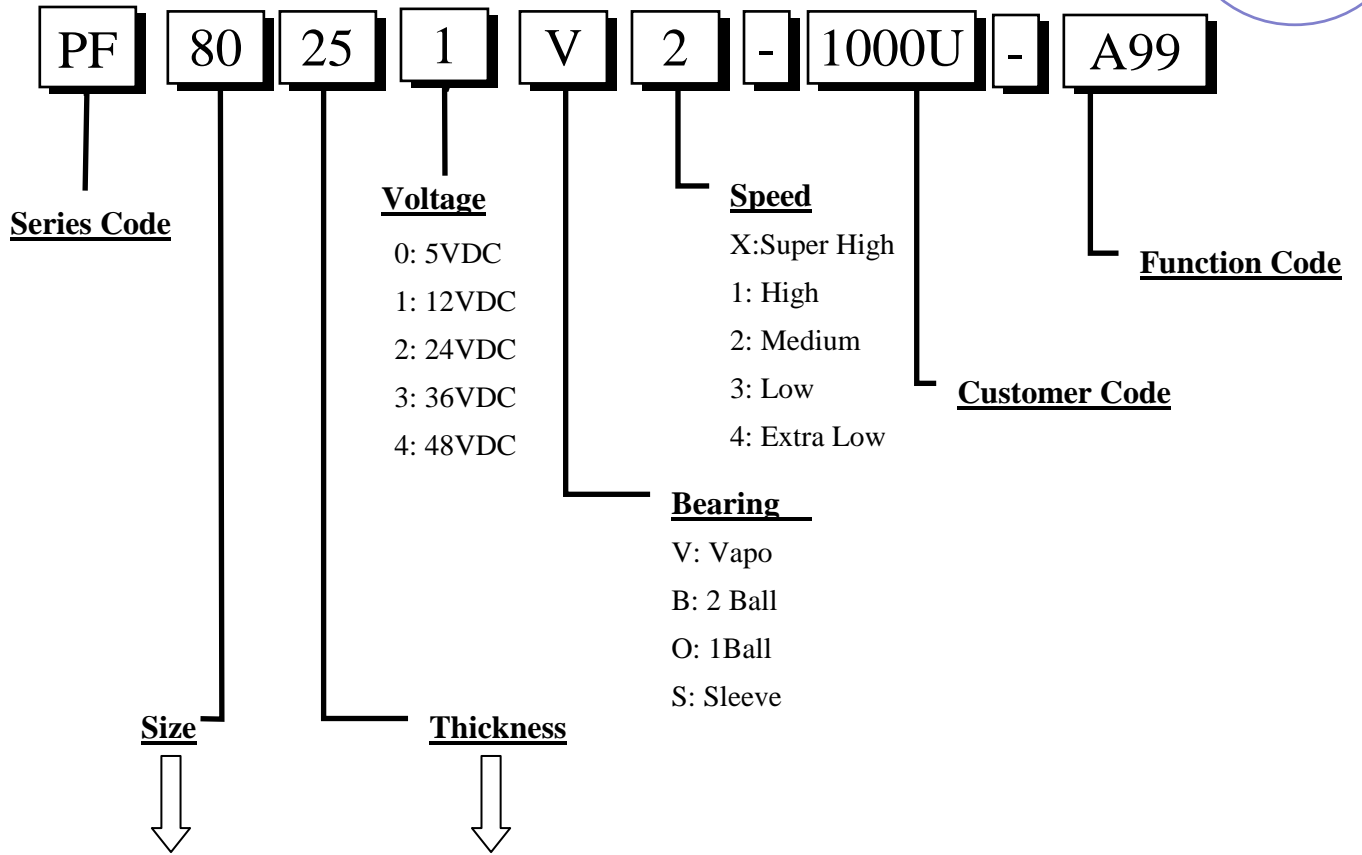 PF 80 25 1 V 2 - 1000U - A99
Series Code
Voltage
0: 5VDC
1: 12VDC
2: 24VDC
3: 36VDC
4: 48VDC
Speed
X:Super High
1: High
2: Medium
3: Low
4: Extra Low
Function Code
Customer Code
Bearing
V: Vapo
B: 2 Ball
O: 1Ball
S: Sleeve
Size
Thickness